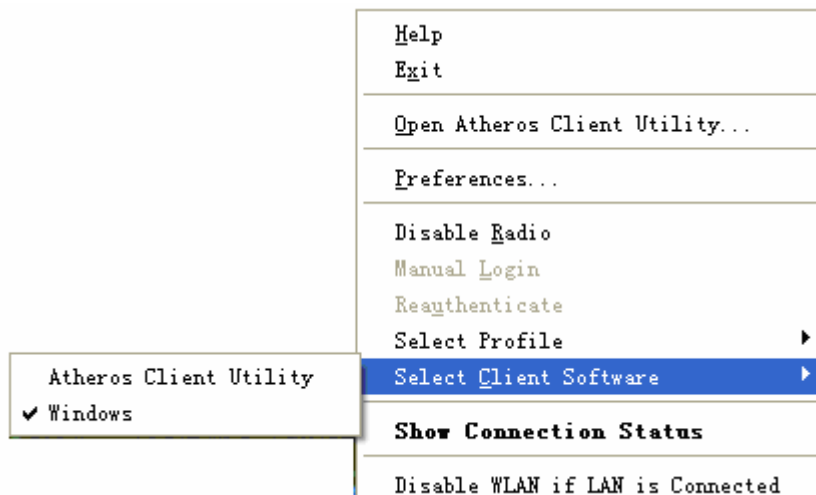 Help
Exit
Open Atheros Client Utility...
Preferences...
Disable Radio
Manual Login
Reauthenticate
Select Profile
Select Client Software
Atheros Client Utility
Windows
Show Connection Status
Disable WLAN if LAN is Connected